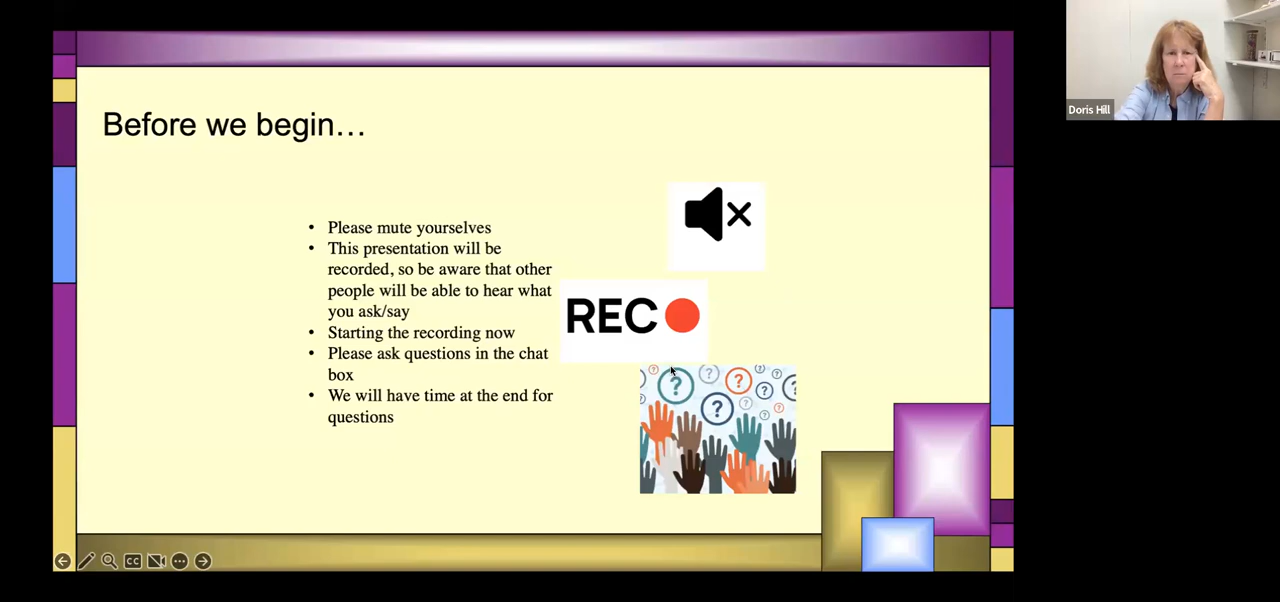 Before we begin…
• Please mute yourselves
• This presentation will be
recorded, so be aware that other
people will be able to hear what
you ask/say
• Starting the recording now
• Please ask questions in the chat
box
• We will have time at the end for
questions
REC
? ? ? ? ? ? ? ? ? ?
CC
Doris Hill